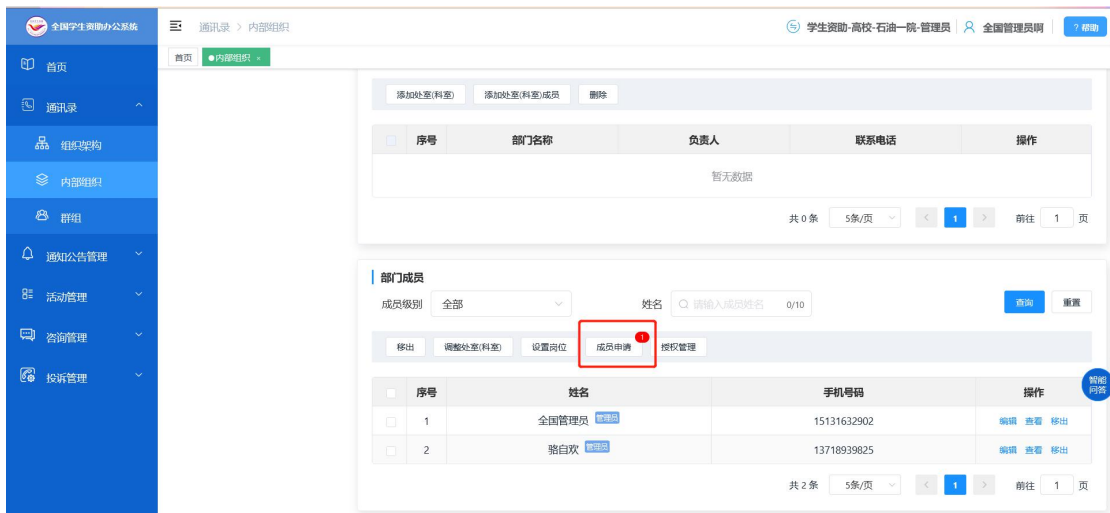 全国学生资助办公系统
通讯录 > 内部组织
学生资助-高校-石油一院-管理员
全国管理员啊
? 帮助
首页
内部组织 ×
首页
通讯录
组织架构
内部组织
群组
通知公告管理
活动管理
咨询管理
投诉管理
添加处室(科室) 添加处室(科室)成员 删除
序号 部门名称 负责人 联系电话 操作
暂无数据
共 0 条 5条/页 < 1 > 前往 1 页
部门成员
成员级别 全部 姓名 请输入成员姓名 0/10 查询 重置
移出 调整处室(科室) 设置岗位 成员申请 1 授权管理
序号 姓名 手机号码 操作
1 全国管理员 管理员 15131632902 编辑 查看 移出
2 骆自欢 管理员 13718939825 编辑 查看 移出
共 2 条 5条/页 < 1 > 前往 1 页
智能
问答